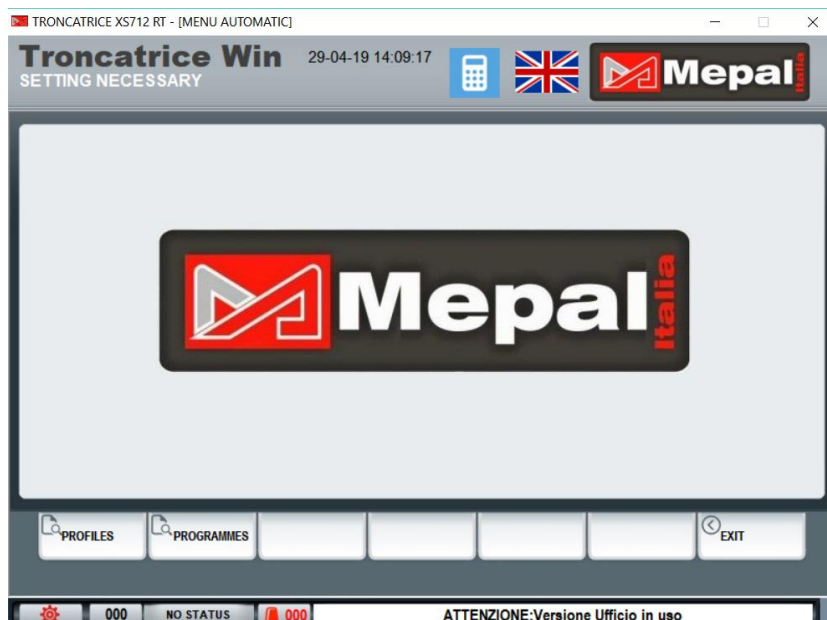 TRONCATRICE XS712 RT - [MENU AUTOMATIC]
Troncatrice Win
29-04-19 14:09:17
SETTING NECESSARY
Mepal Italia
Mepal Italia
PROFILES
PROGRAMMES
EXIT
000
NO STATUS
000
ATTENZIONE:Versione Ufficio in uso